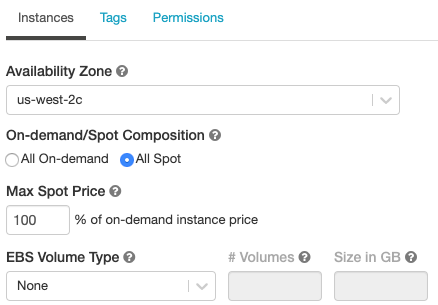 Instances Tags Permissions
Availability Zone ?
us-west-2c
On-demand/Spot Composition ?
All On-demand All Spot
Max Spot Price ?
100 % of on-demand instance price
EBS Volume Type ? # Volumes ? Size in GB ?
None